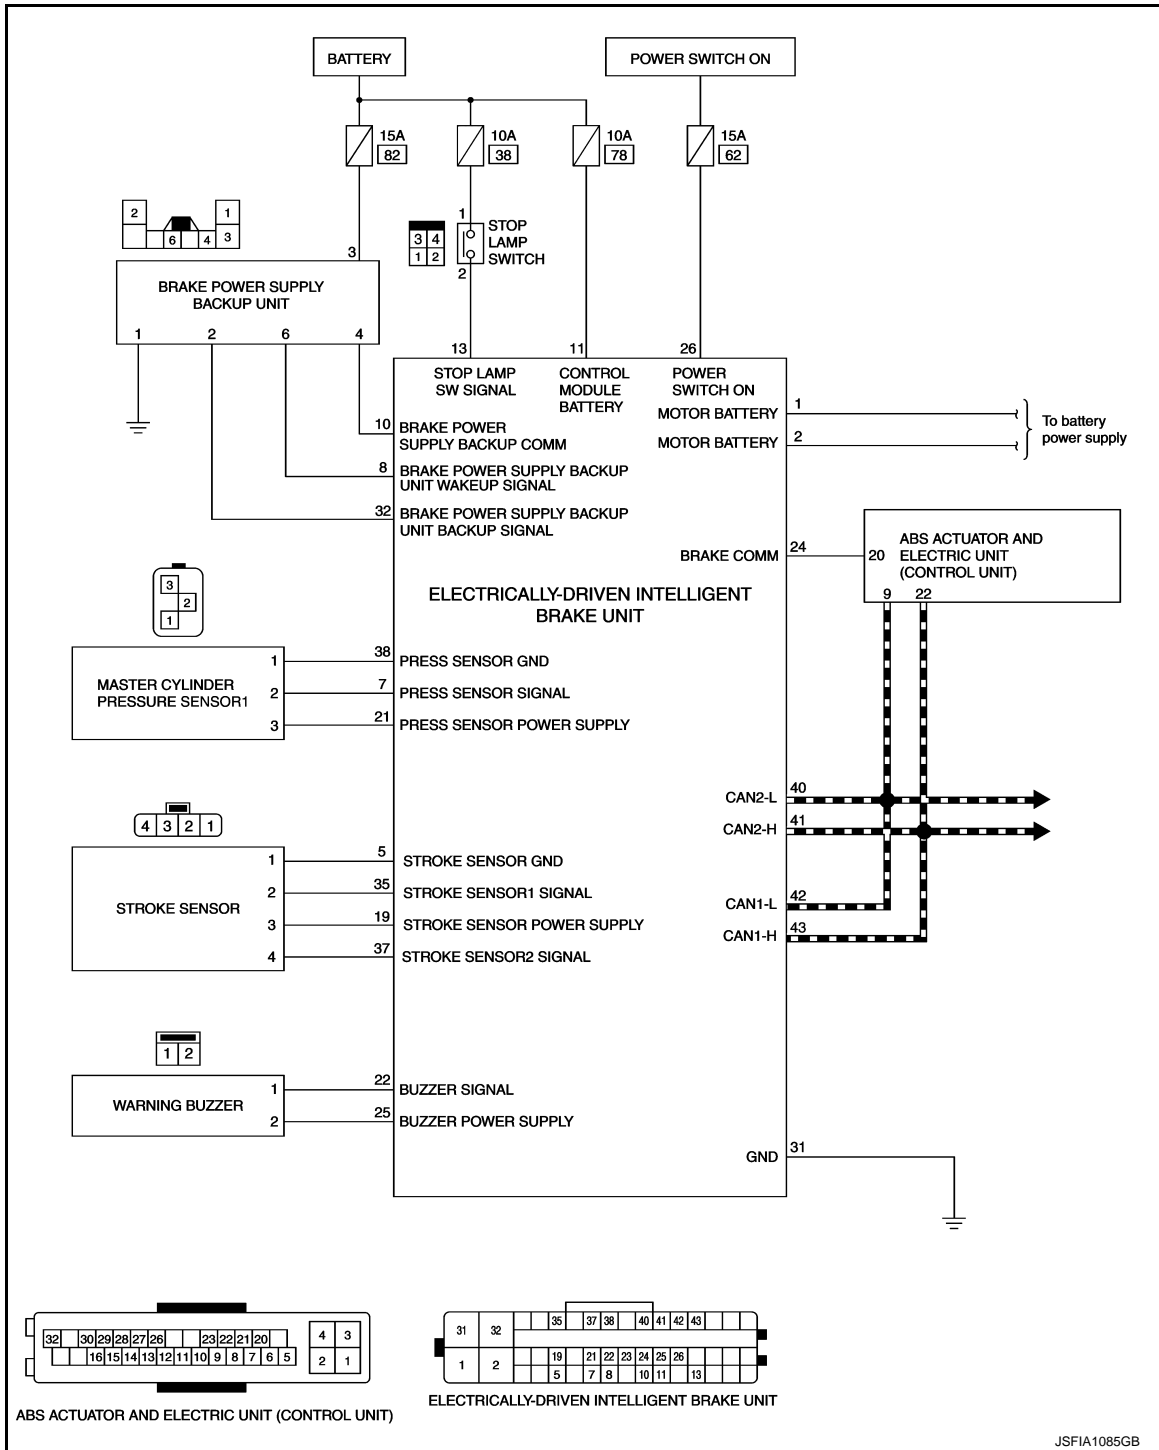 BATTERY
POWER SWITCH ON
15A
82
10A
38
10A
78
15A
62
2
1
6
4
3
3 4
1 2
1
STOP
LAMP
SWITCH
2
3
BRAKE POWER SUPPLY
BACKUP UNIT
1 2 6 4
13 11 26
STOP LAMP
SW SIGNAL
CONTROL
MODULE
BATTERY
POWER
SWITCH ON
MOTOR BATTERY 1
MOTOR BATTERY 2
To battery
power supply
10 BRAKE POWER
SUPPLY BACKUP COMM
8 BRAKE POWER SUPPLY BACKUP
UNIT WAKEUP SIGNAL
32 BRAKE POWER SUPPLY BACKUP
UNIT BACKUP SIGNAL
BRAKE COMM 24
20
ABS ACTUATOR AND
ELECTRIC UNIT
(CONTROL UNIT)
9 22
ELECTRICALLY-DRIVEN INTELLIGENT
BRAKE UNIT
3
2
1
MASTER CYLINDER
PRESSURE SENSOR1
1 38 PRESS SENSOR GND
2 7 PRESS SENSOR SIGNAL
3 21 PRESS SENSOR POWER SUPPLY
CAN2-L 40
CAN2-H 41
CAN1-L 42
CAN1-H 43
4 3 2 1
STROKE SENSOR
1 5 STROKE SENSOR GND
2 35 STROKE SENSOR1 SIGNAL
3 19 STROKE SENSOR POWER SUPPLY
4 37 STROKE SENSOR2 SIGNAL
1 2
WARNING BUZZER
1 22 BUZZER SIGNAL
2 25 BUZZER POWER SUPPLY
GND 31
32 30 29 28 27 26 23 22 21 20
16 15 14 13 12 11 10 9 8 7 6 5
4 3
2 1
ABS ACTUATOR AND ELECTRIC UNIT (CONTROL UNIT)
31 32 35 37 38 40 41 42 43
1 2 19 21 22 23 24 25 26
5 7 8 10 11 13
ELECTRICALLY-DRIVEN INTELLIGENT BRAKE UNIT
JSFIA1085GB